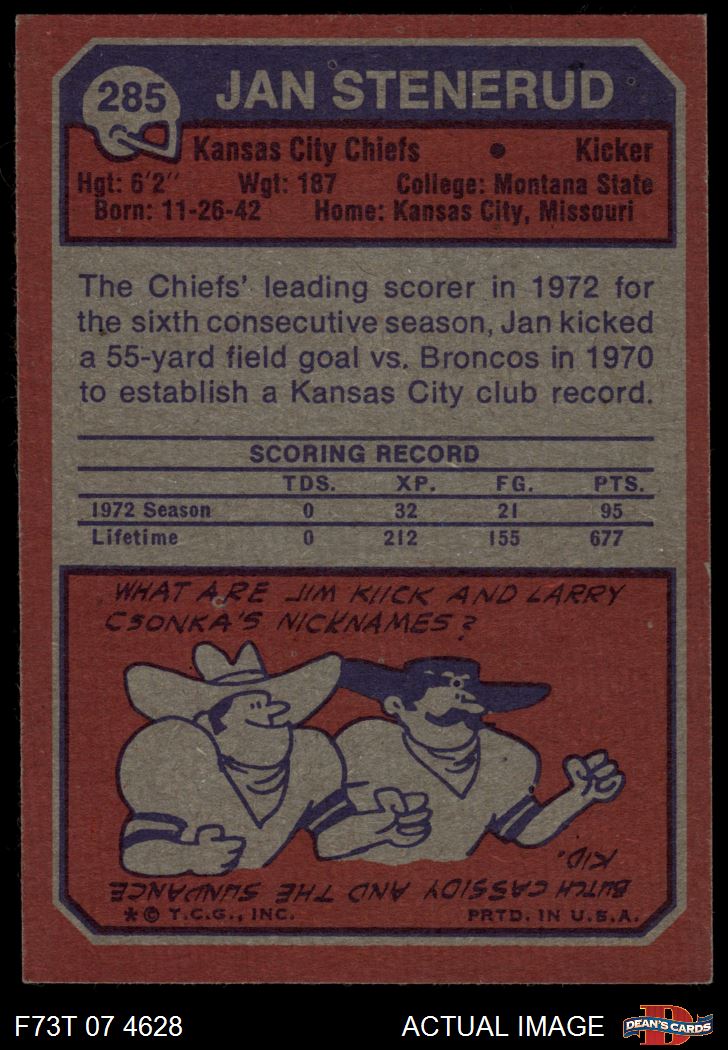 285
JAN STENERUD
Kansas City Chiefs • Kicker
Hgt: 6'2" Wgt: 187 College: Montana State
Born: 11-26-42 Home: Kansas City, Missouri
The Chiefs' leading scorer in 1972 for
the sixth consecutive season, Jan kicked
a 55-yard field goal vs. Broncos in 1970
to establish a Kansas City club record.
SCORING RECORD
TDS. XP. FG. PTS.
1972 Season 0 32 21 95
Lifetime 0 212 155 677
WHAT ARE JIM KIICK AND LARRY
CSONKA'S NICKNAMES?
BUTCH CASSIDY AND THE SUNDANCE
KID.
* © T.C.G., INC. PRTD. IN U.S.A.
F73T 07 4628 ACTUAL IMAGE
D
DEAN'S CARDS